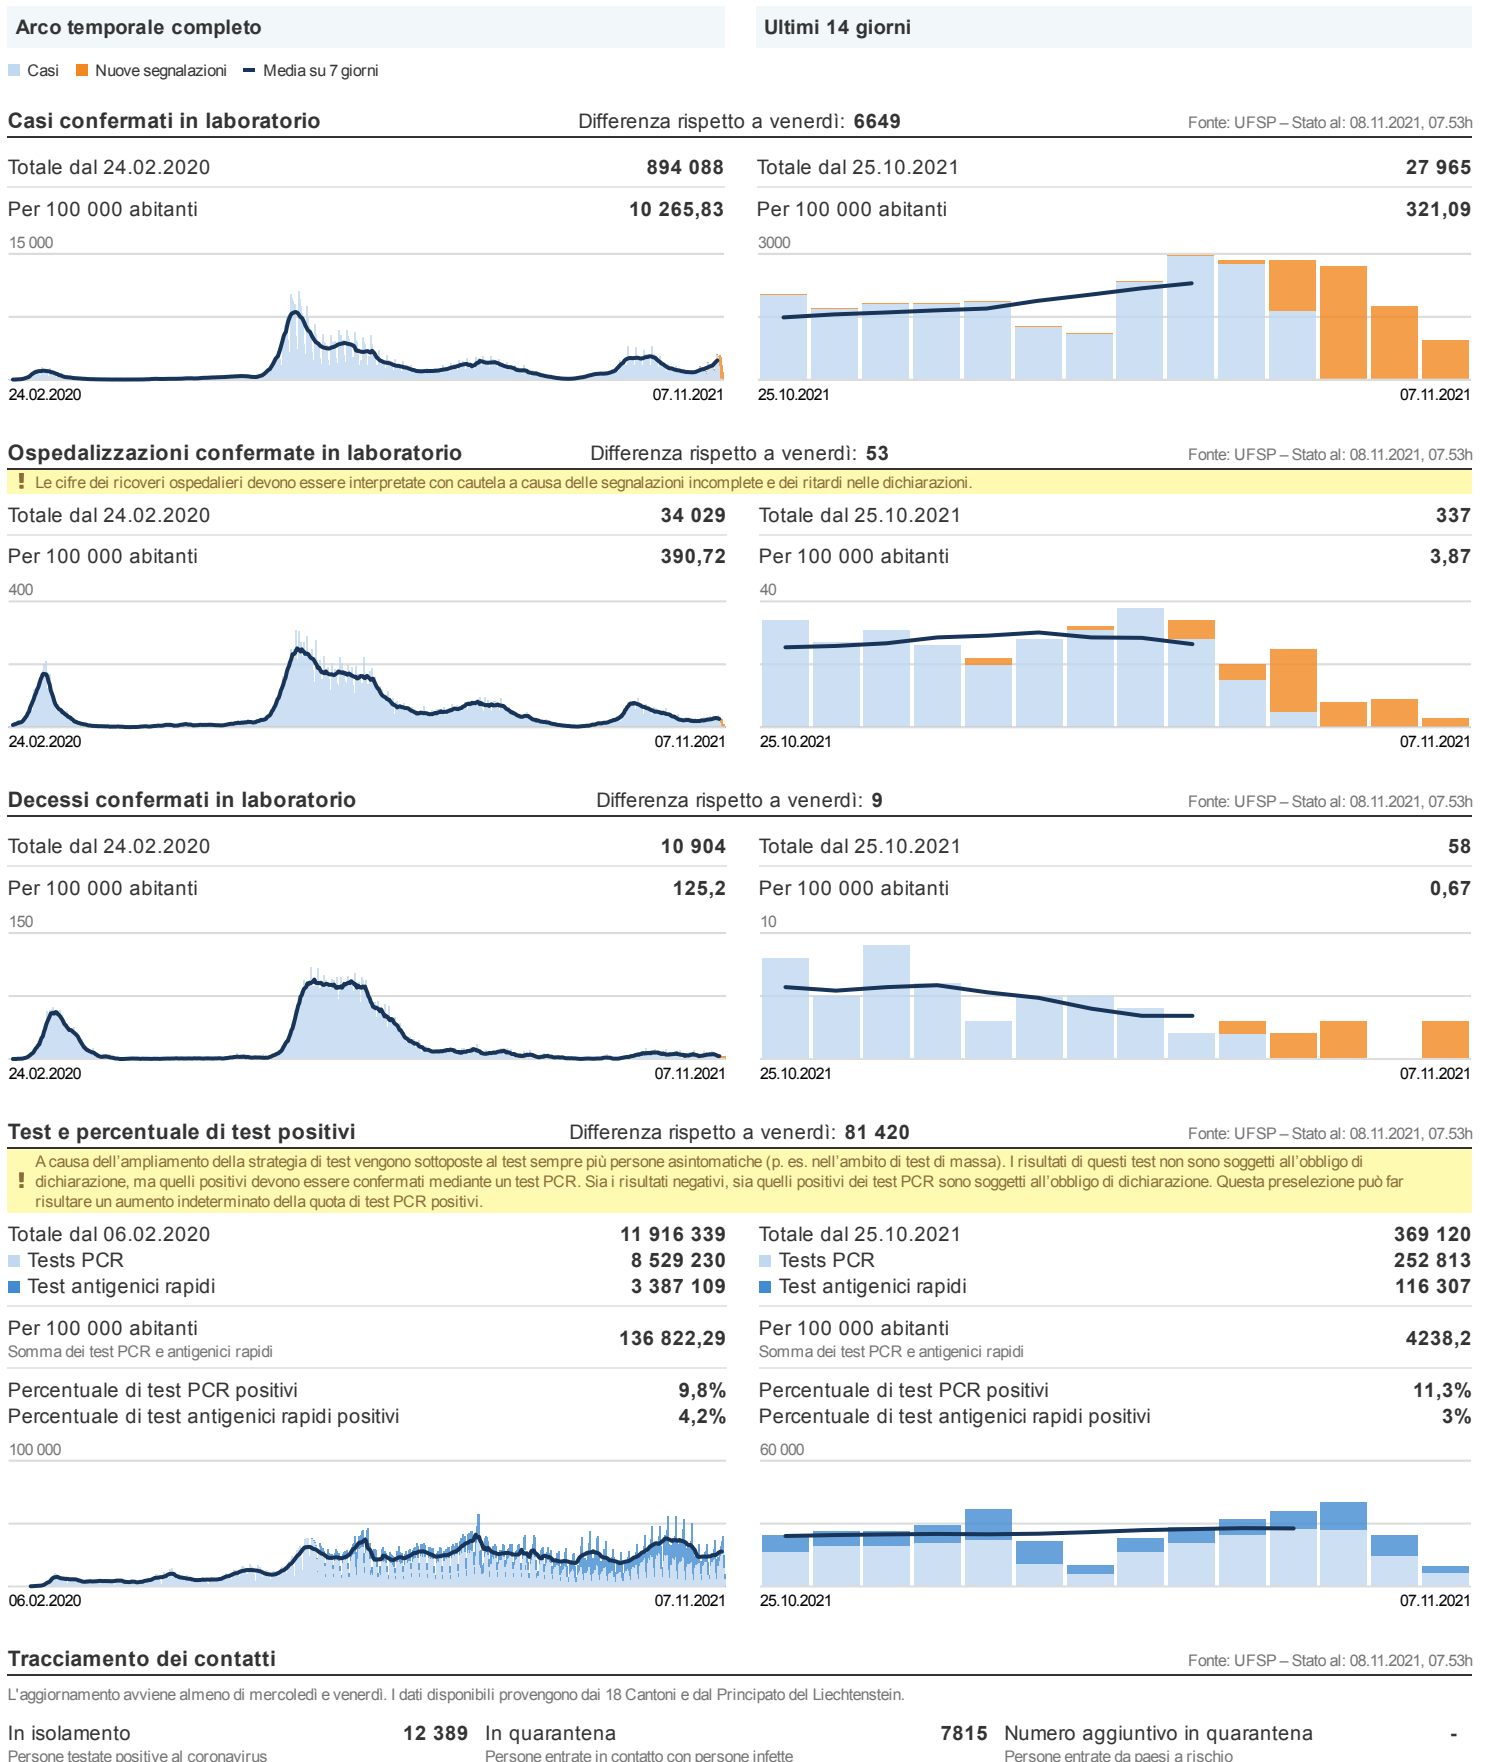 Arco temporale completo
Ultimi 14 giorni
Casi Nuove segnalazioni Media su 7 giorni
Casi confermati in laboratorio Differenza rispetto a venerdì: 6649 Fonte: UFSP – Stato al: 08.11.2021, 07.53h
Totale dal 24.02.2020 894 088
Per 100 000 abitanti 10 265,83
15 000
24.02.2020 07.11.2021
Totale dal 25.10.2021 27 965
Per 100 000 abitanti 321,09
3000
25.10.2021 07.11.2021
Ospedalizzazioni confermate in laboratorio Differenza rispetto a venerdì: 53 Fonte: UFSP – Stato al: 08.11.2021, 07.53h
! Le cifre dei ricoveri ospedalieri devono essere interpretate con cautela a causa delle segnalazioni incomplete e dei ritardi nelle dichiarazioni.
Totale dal 24.02.2020 34 029
Per 100 000 abitanti 390,72
400
24.02.2020 07.11.2021
Totale dal 25.10.2021 337
Per 100 000 abitanti 3,87
40
25.10.2021 07.11.2021
Decessi confermati in laboratorio Differenza rispetto a venerdì: 9 Fonte: UFSP – Stato al: 08.11.2021, 07.53h
Totale dal 24.02.2020 10 904
Per 100 000 abitanti 125,2
150
24.02.2020 07.11.2021
Totale dal 25.10.2021 58
Per 100 000 abitanti 0,67
10
25.10.2021 07.11.2021
Test e percentuale di test positivi Differenza rispetto a venerdì: 81 420 Fonte: UFSP – Stato al: 08.11.2021, 07.53h
A causa dell'ampliamento della strategia di test vengono sottoposte al test sempre più persone asintomatiche (p. es. nell'ambito di test di massa). I risultati di questi test non sono soggetti all'obbligo di
! dichiarazione, ma quelli positivi devono essere confermati mediante un test PCR. Sia i risultati negativi, sia quelli positivi dei test PCR sono soggetti all'obbligo di dichiarazione. Questa preselezione può far
risultare un aumento indeterminato della quota di test PCR positivi.
Totale dal 06.02.2020 11 916 339
Tests PCR 8 529 230
Test antigenici rapidi 3 387 109
Per 100 000 abitanti 136 822,29
Somma dei test PCR e antigenici rapidi
Percentuale di test PCR positivi 9,8%
Percentuale di test antigenici rapidi positivi 4,2%
100 000
06.02.2020 07.11.2021
Totale dal 25.10.2021 369 120
Tests PCR 252 813
Test antigenici rapidi 116 307
Per 100 000 abitanti 4238,2
Somma dei test PCR e antigenici rapidi
Percentuale di test PCR positivi 11,3%
Percentuale di test antigenici rapidi positivi 3%
60 000
25.10.2021 07.11.2021
Tracciamento dei contatti Fonte: UFSP – Stato al: 08.11.2021, 07.53h
L'aggiornamento avviene almeno di mercoledì e venerdì. I dati disponibili provengono dai 18 Cantoni e dal Principato del Liechtenstein.
In isolamento 12 389
Persone testate positive al coronavirus
In quarantena 7815
Persone entrate in contatto con persone infette
Numero aggiuntivo in quarantena -
Persone entrate da paesi a rischio